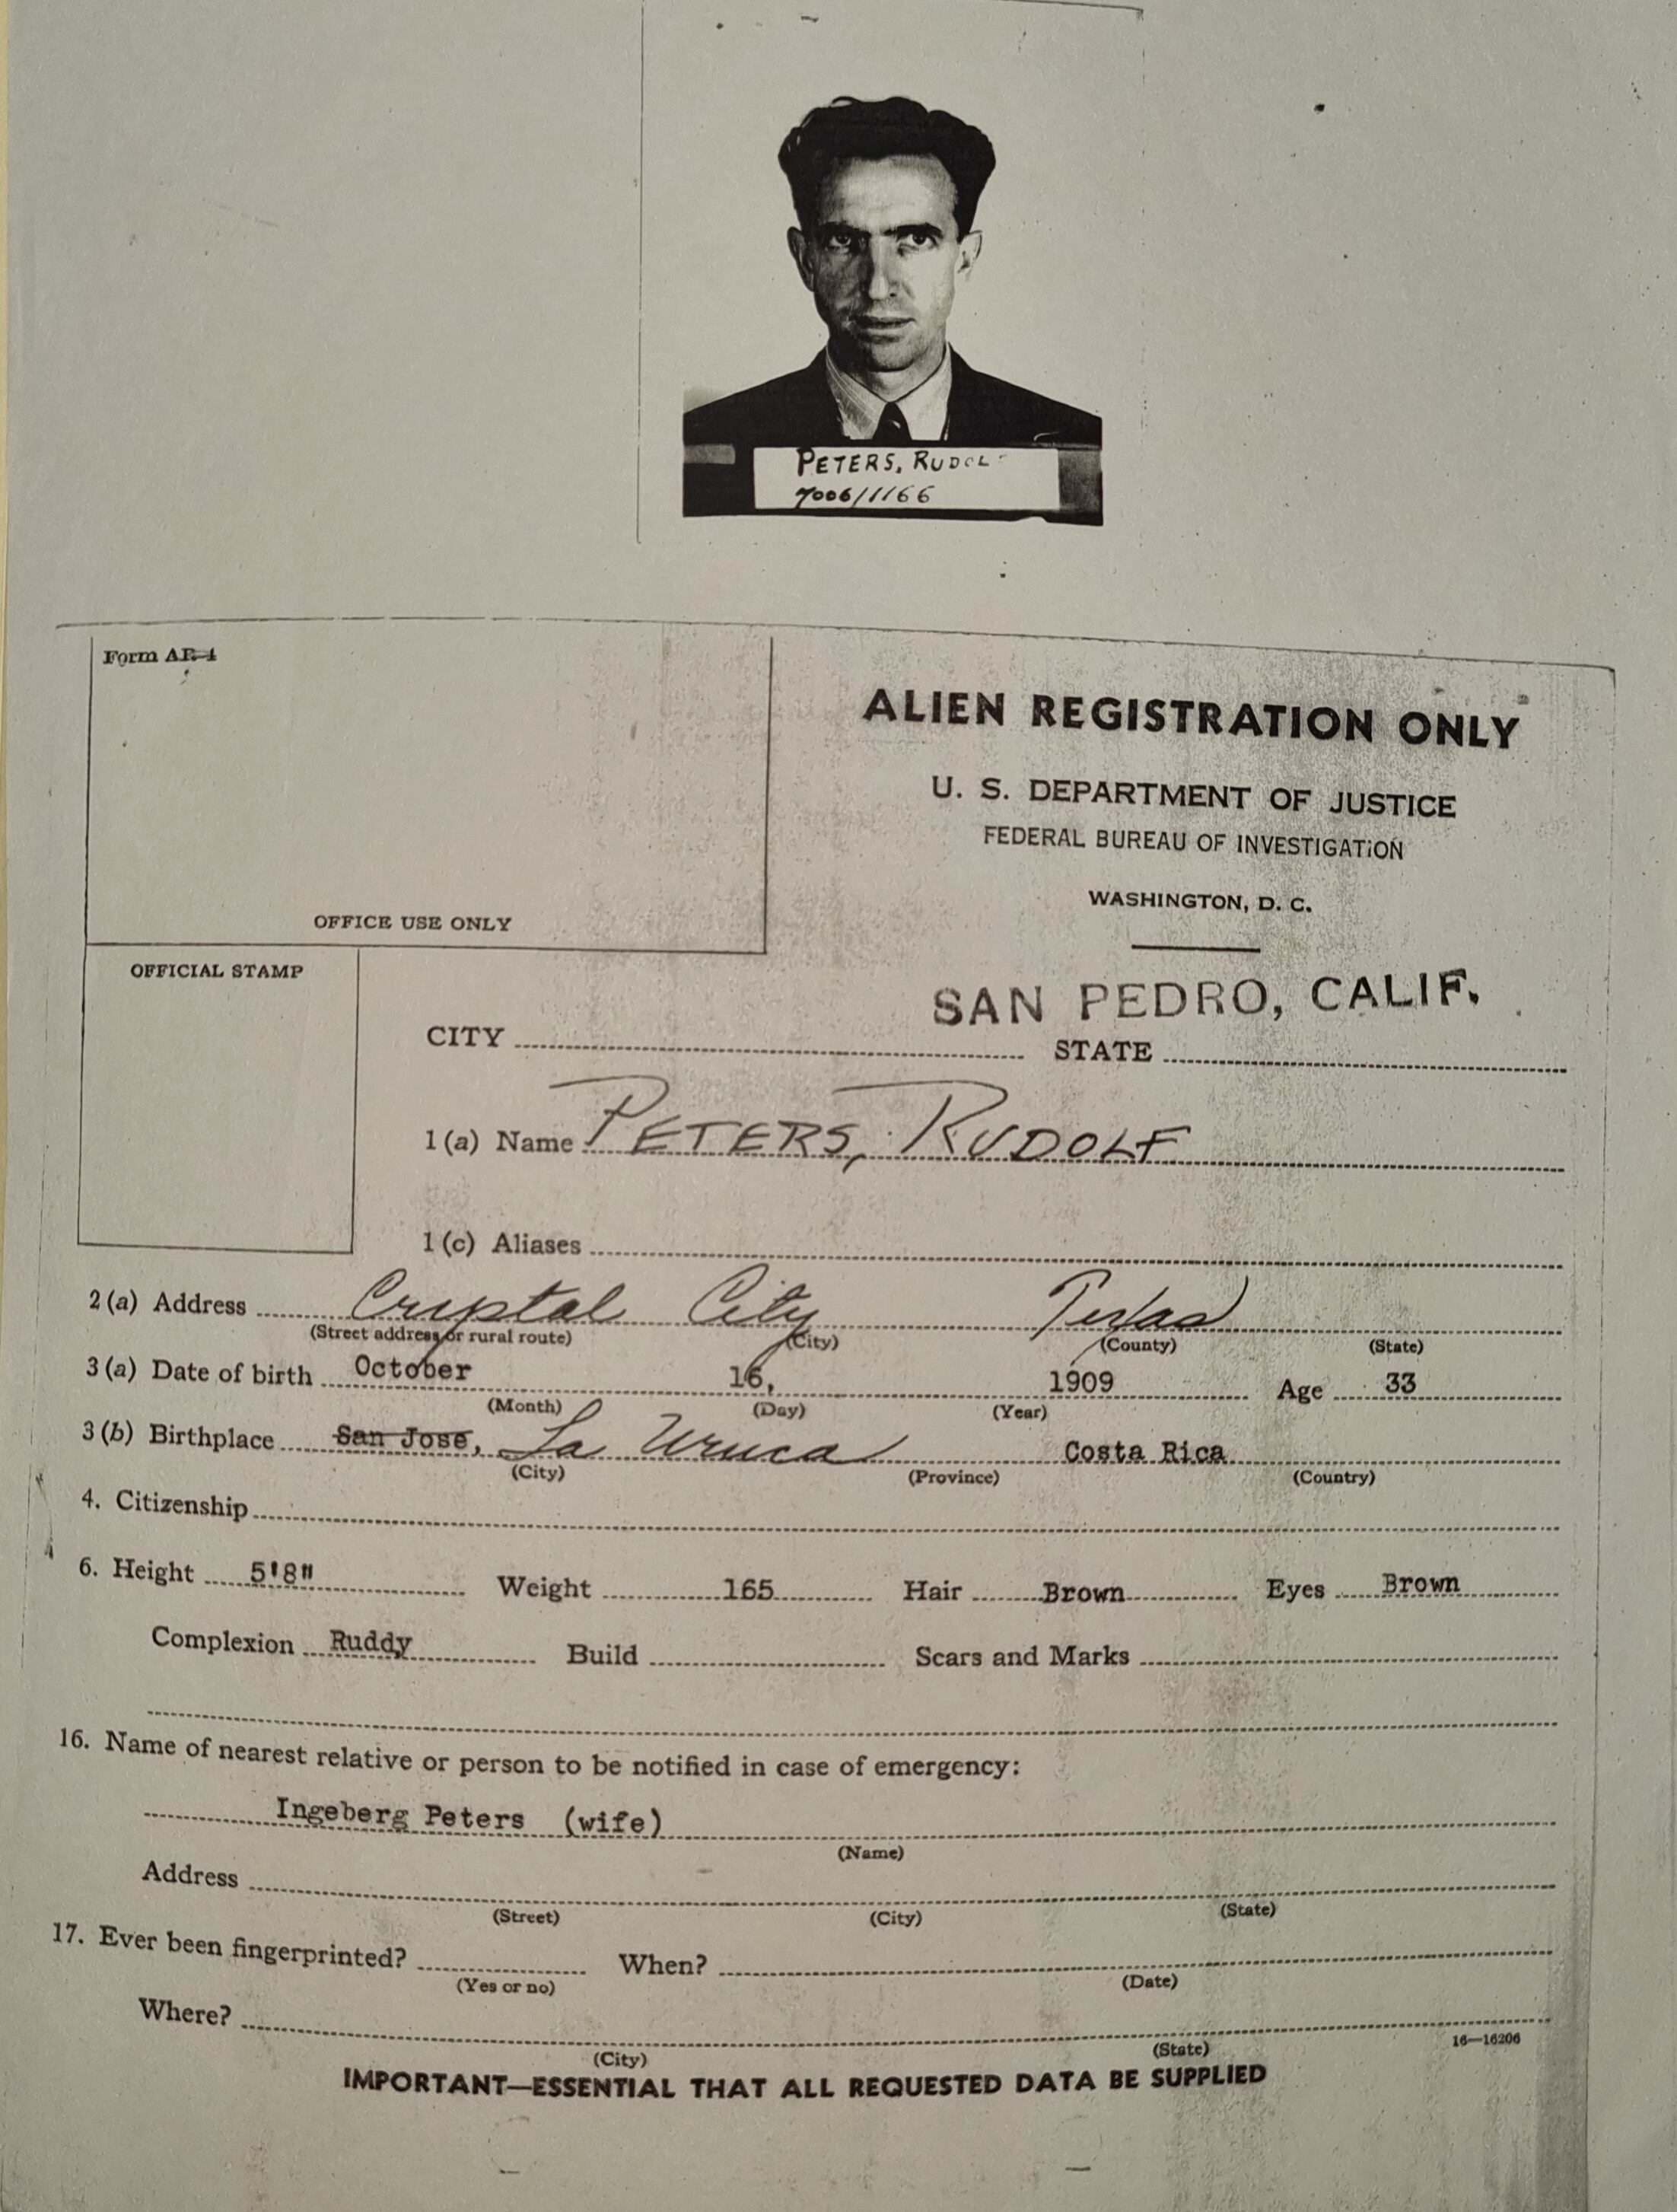 PETERS, RUDOL
7006/1166
Form AR-4
ALIEN REGISTRATION ONLY
U. S. DEPARTMENT OF JUSTICE
FEDERAL BUREAU OF INVESTIGATION
WASHINGTON, D. C.
OFFICE USE ONLY
OFFICIAL STAMP
SAN PEDRO, CALIF.
CITY STATE
1 (a) Name PETERS, RUDOLF
1 (c) Aliases
2 (a) Address Crystal City Texas
(Street address or rural route) (City) (County) (State)
3 (a) Date of birth October 16, 1909 Age 33
(Month) (Day) (Year)
3 (b) Birthplace San Jose, La Uruca Costa Rica
(City) (Province) (Country)
4. Citizenship
6. Height 5'8" Weight 165 Hair Brown Eyes Brown
Complexion Ruddy Build Scars and Marks
16. Name of nearest relative or person to be notified in case of emergency:
Ingeberg Peters (wife)
(Name)
Address
(Street) (City) (State)
17. Ever been fingerprinted? When?
(Yes or no) (Date)
Where?
(City) (State) 16—16206
IMPORTANT—ESSENTIAL THAT ALL REQUESTED DATA BE SUPPLIED